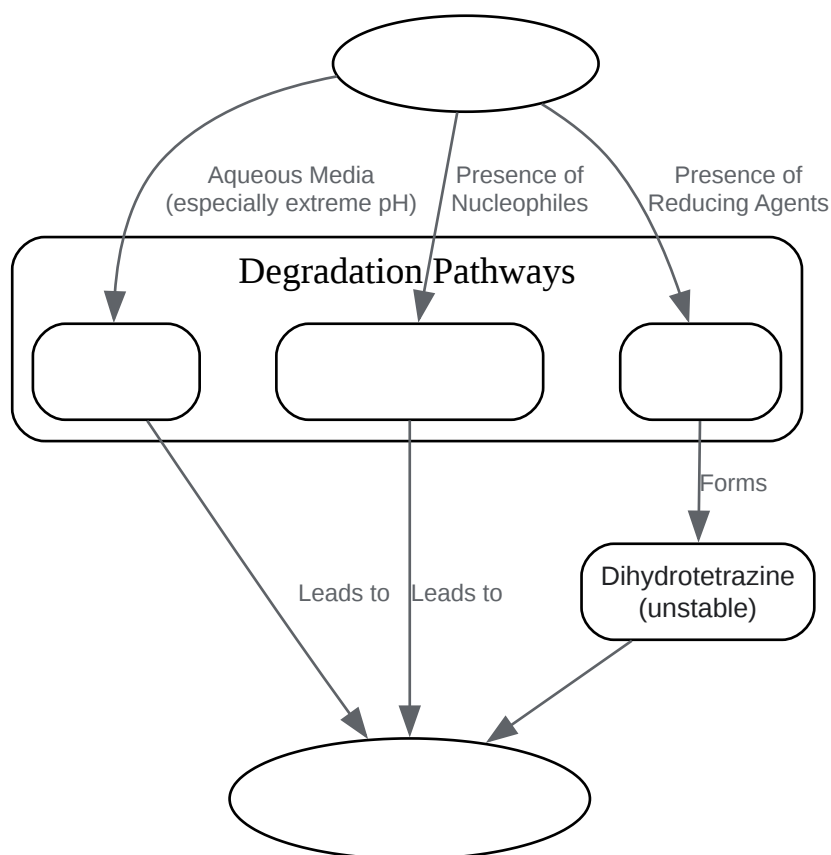 Aqueous Media
(especially extreme pH)
Presence of
Nucleophiles
Presence of
Reducing Agents
Degradation Pathways
Forms
Dihydrotetrazine
(unstable)
Leads to
Leads to